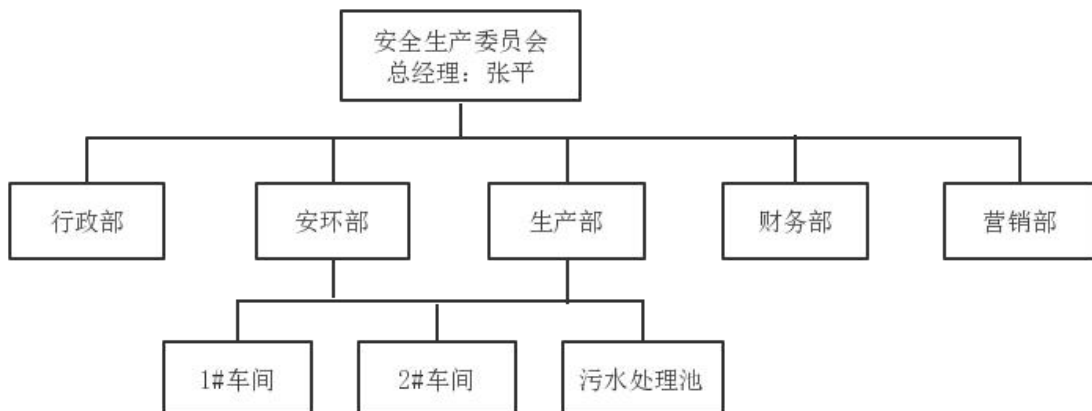 安全生产委员会
总经理：张平
行政部
安环部
生产部
财务部
营销部
1#车间
2#车间
污水处理池